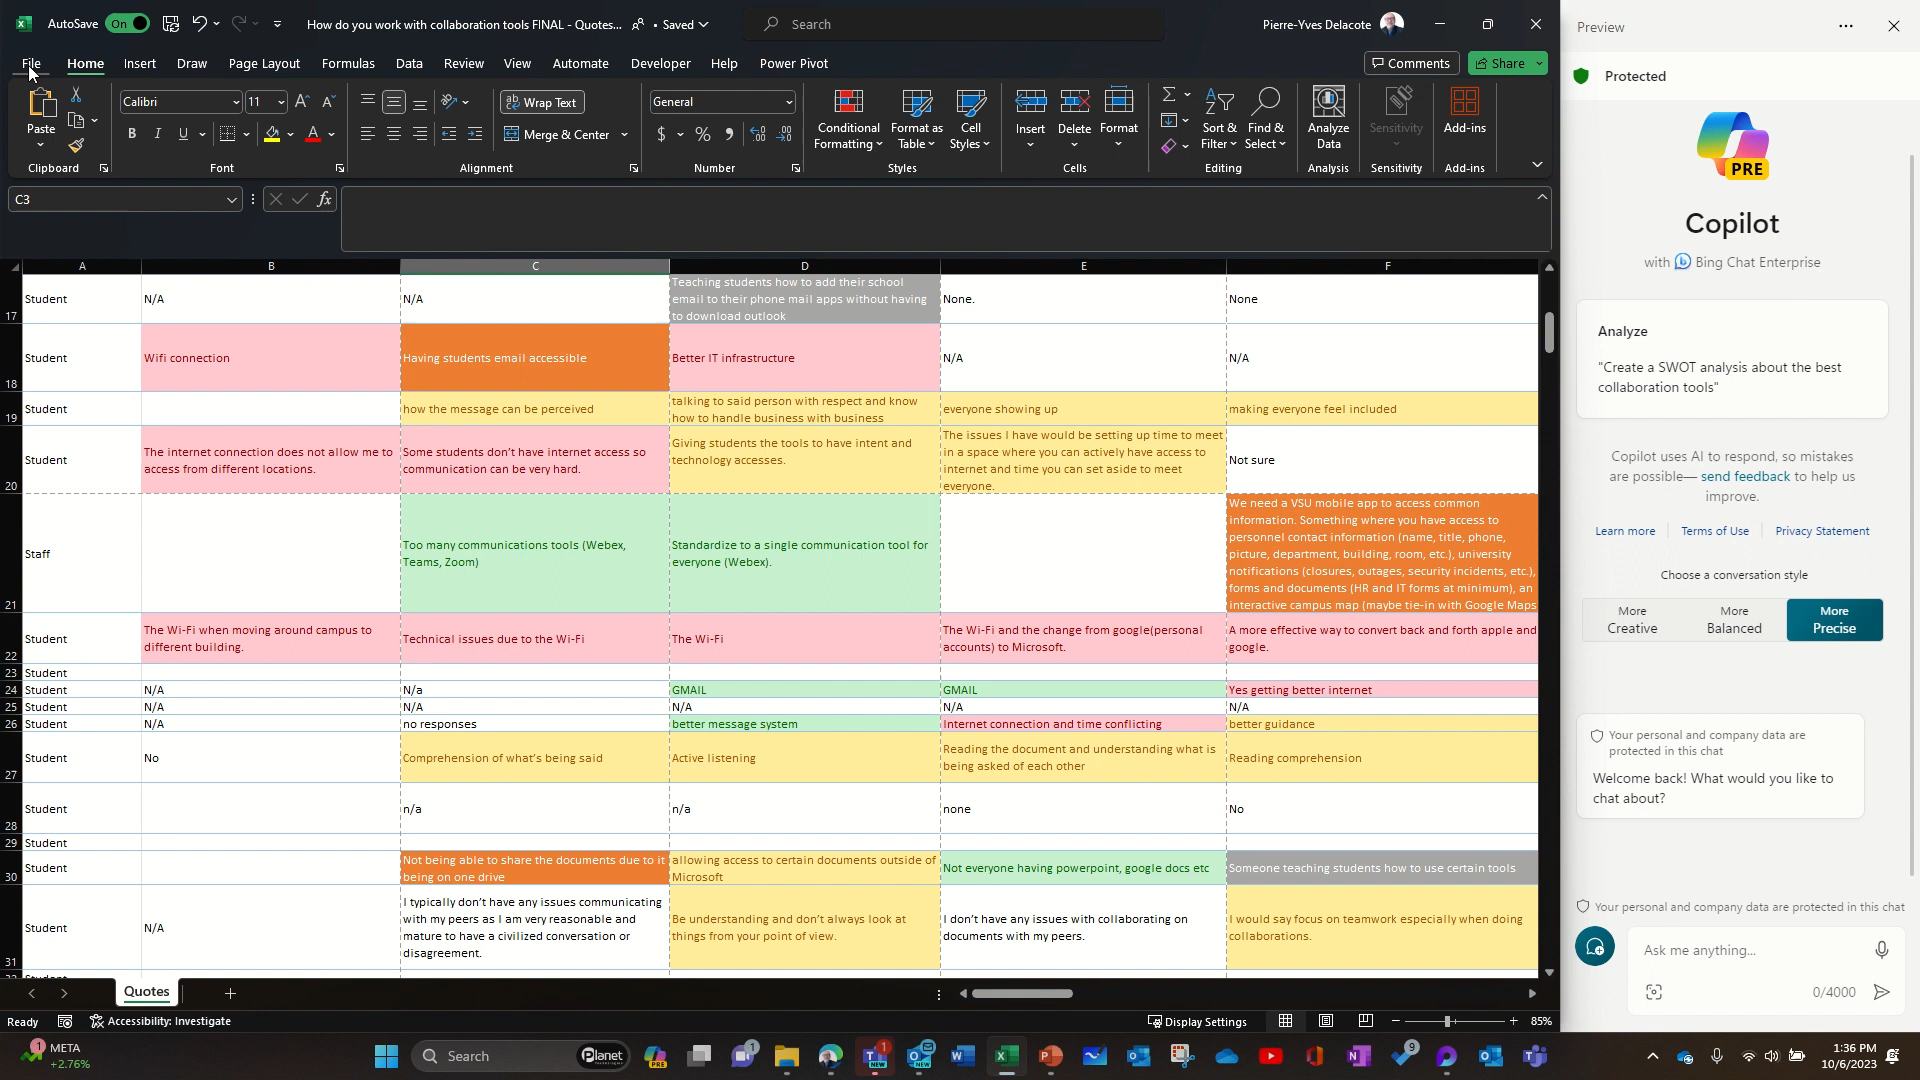 AutoSave On How do you work with collaboration tools FINAL - Quotes... • Saved Search Pierre-Yves Delacote
File Home Insert Draw Page Layout Formulas Data Review View Automate Developer Help Power Pivot Comments Share
Paste Calibri 11 Wrap Text General Conditional Formatting Format as Table Cell Styles Insert Delete Format Sort & Filter Find & Select Analyze Data Sensitivity Add-ins
B I U Merge & Center $ % 9
Clipboard Font Alignment Number Styles Cells Editing Analysis Sensitivity Add-ins
C3 fx
A B C D E F
17 Student N/A N/A Teaching students how to add their school
email to their phone mail apps without having
to download outlook
None. None
18 Student Wifi connection Having students email accessible Better IT infrastructure N/A N/A
19 Student how the message can be perceived talking to said person with respect and know
how to handle business with business
everyone showing up making everyone feel included
20 Student The internet connection does not allow me to
access from different locations.
Some students don't have internet access so
communication can be very hard.
Giving students the tools to have intent and
technology accesses.
The issues I have would be setting up time to meet
in a space where you can actively have access to
internet and time you can set aside to meet
everyone.
Not sure
21 Staff Too many communications tools (Webex,
Teams, Zoom)
Standardize to a single communication tool for
everyone (Webex).
We need a VSU mobile app to access common
information. Something where you have access to
personnel contact information (name, title, phone,
picture, department, building, room, etc.), university
notifications (closures, outages, security incidents, etc.),
forms and documents (HR and IT forms at minimum), an
interactive campus map (maybe tie-in with Google Maps
22 Student The Wi-Fi when moving around campus to
different building.
Technical issues due to the Wi-Fi The Wi-Fi
The Wi-Fi and the change from google(personal
accounts) to Microsoft.
A more effective way to convert back and forth apple and
google.
23 Student
24 Student N/A N/a GMAIL GMAIL Yes getting better internet
25 Student N/A N/A N/A N/A N/A
26 Student N/A no responses better message system Internet connection and time conflicting better guidance
27 Student No Comprehension of what's being said Active listening
Reading the document and understanding what is
being asked of each other
Reading comprehension
28 Student n/a n/a none No
29 Student
30 Student Not being able to share the documents due to it
being on one drive
allowing access to certain documents outside of
Microsoft
Not everyone having powerpoint, google docs etc Someone teaching students how to use certain tools
31 Student N/A I typically don't have any issues communicating
with my peers as I am very reasonable and
mature to have a civilized conversation or
disagreement.
Be understanding and don't always look at
things from your point of view.
I don't have any issues with collaborating on
documents with my peers.
I would say focus on teamwork especially when doing
collaborations.
Quotes
Ready Accessibility: Investigate Display Settings 85%
Preview
Protected
PRE
Copilot
with Bing Chat Enterprise
Analyze
"Create a SWOT analysis about the best
collaboration tools"
Copilot uses AI to respond, so mistakes
are possible— send feedback to help us
improve.
Learn more Terms of Use Privacy Statement
Choose a conversation style
More Creative More Balanced More Precise
Your personal and company data are
protected in this chat
Welcome back! What would you like to
chat about?
Your personal and company data are protected in this chat
Ask me anything...
0/4000
1 META
+2.76%
Search Planet PRE 1 1 NEW NEW 9
1:36 PM
10/6/2023